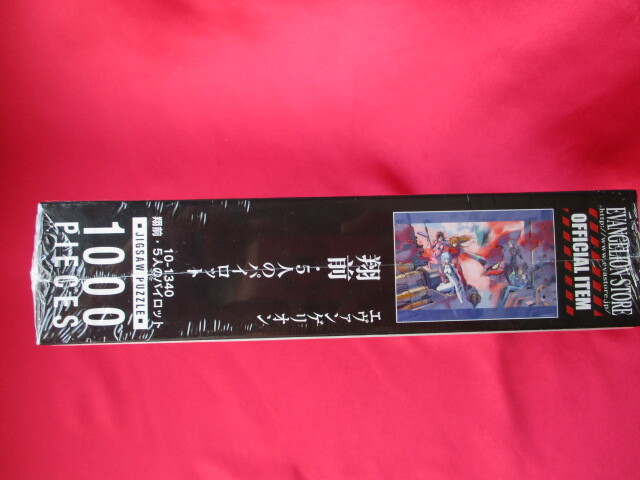 EVANGELION STORE
OFFICIAL ITEM
エヴァンゲリオン
翔前・5人のパイロット
10-1340
翔前・5人のパイロット
■JIGSAW PUZZLE■
1000
PIECES